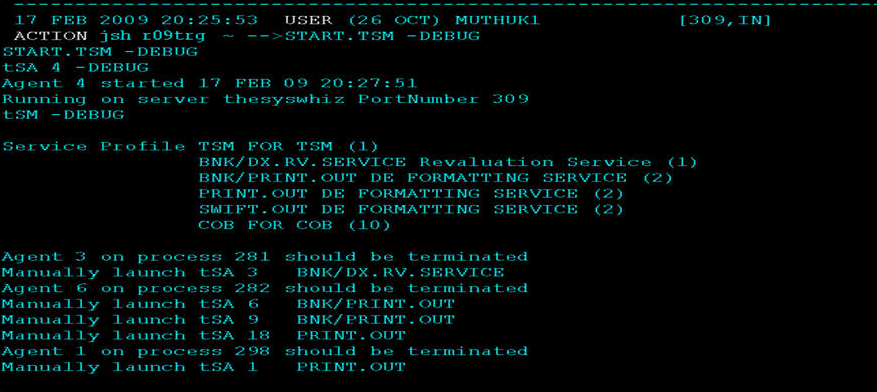 17 FEB 2009 20:25:53 USER (26 OCT) MUTHUK1 [309,IN]
ACTION jsh r09trg ~ -->START.TSM -DEBUG
START.TSM -DEBUG
tSA 4 -DEBUG
Agent 4 started 17 FEB 09 20:27:51
Running on server thesyswhiz PortNumber 309
tSM -DEBUG
Service Profile TSM FOR TSM (1)
BNK/DX.RV.SERVICE Revaluation Service (1)
BNK/PRINT.OUT DE FORMATTING SERVICE (2)
PRINT.OUT DE FORMATTING SERVICE (2)
SWIFT.OUT DE FORMATTING SERVICE (2)
COB FOR COB (10)
Agent 3 on process 281 should be terminated
Manually launch tSA 3 BNK/DX.RV.SERVICE
Agent 6 on process 282 should be terminated
Manually launch tSA 6 BNK/PRINT.OUT
Manually launch tSA 9 BNK/PRINT.OUT
Manually launch tSA 18 PRINT.OUT
Agent 1 on process 298 should be terminated
Manually launch tSA 1 PRINT.OUT